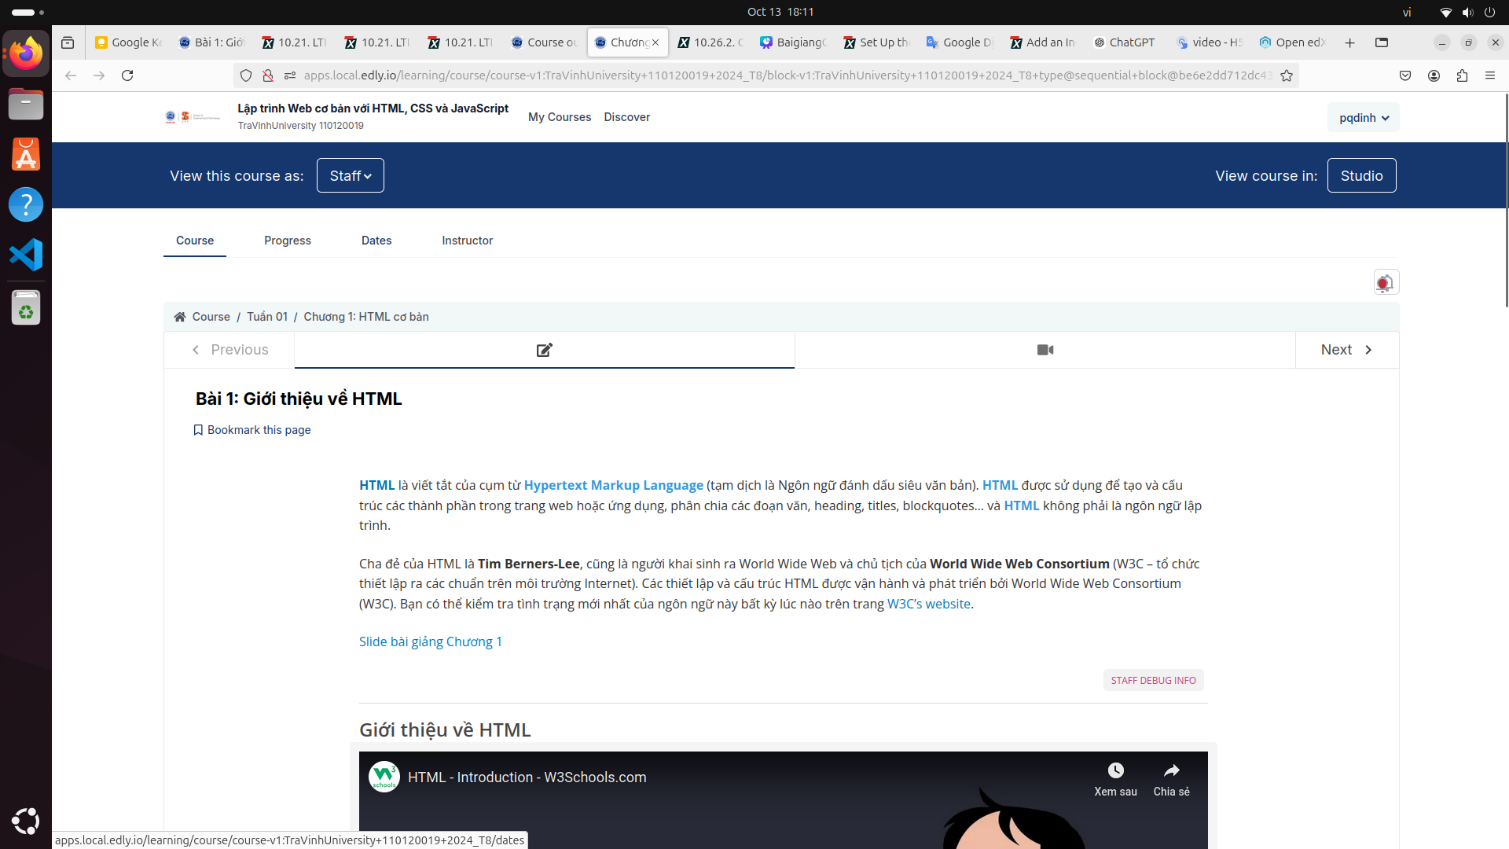 Oct 13 18:11
vi
Google Ke
Bài 1: Giớ
10.21. LTI
10.21. LTI
10.21. LTI
Course ou
Chương
10.26.2. C
BaigiangC
Set Up th
Google D
Add an In
ChatGPT
video - HS
Open edX
apps.local.edly.io/learning/course/course-v1:TraVinhUniversity+110120019+2024_T8/block-v1:TraVinhUniversity+110120019+2024_T8+type@sequential+block@be6e2dd712dc43
Lập trình Web cơ bản với HTML, CSS và JavaScript
TraVinhUniversity 110120019
My Courses
Discover
pqdinh
View this course as:
Staff
View course in:
Studio
Course
Progress
Dates
Instructor
Course / Tuần 01 / Chương 1: HTML cơ bản
Previous
Next
Bài 1: Giới thiệu về HTML
Bookmark this page
HTML là viết tắt của cụm từ Hypertext Markup Language (tạm dịch là Ngôn ngữ đánh dấu siêu văn bản). HTML được sử dụng để tạo và cấu
trúc các thành phần trong trang web hoặc ứng dụng, phân chia các đoạn văn, heading, titles, blockquotes... và HTML không phải là ngôn ngữ lập
trình.
Cha đẻ của HTML là Tim Berners-Lee, cũng là người khai sinh ra World Wide Web và chủ tịch của World Wide Web Consortium (W3C – tổ chức
thiết lập ra các chuẩn trên môi trường Internet). Các thiết lập và cấu trúc HTML được vận hành và phát triển bởi World Wide Web Consortium
(W3C). Bạn có thể kiểm tra tình trạng mới nhất của ngôn ngữ này bất kỳ lúc nào trên trang W3C's website.
Slide bài giảng Chương 1
STAFF DEBUG INFO
Giới thiệu về HTML
HTML - Introduction - W3Schools.com
Xem sau
Chia sẻ
apps.local.edly.io/learning/course/course-v1:TraVinhUniversity+110120019+2024_T8/dates